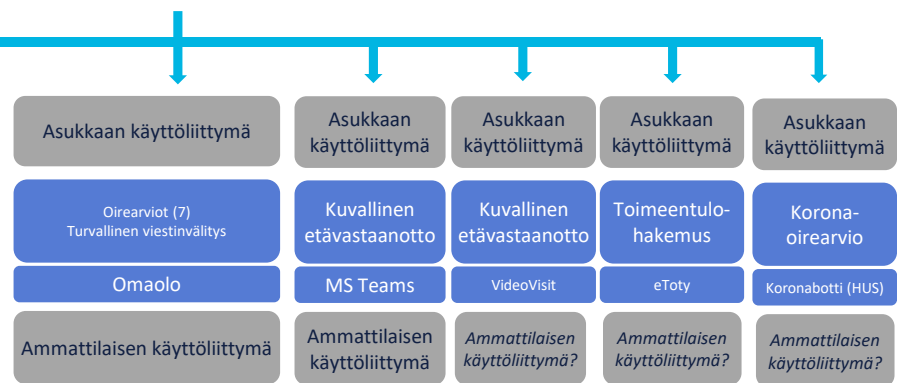 Asukkaan käyttöliittymä
Asukkaan
käyttöliittymä
Asukkaan
käyttöliittymä
Asukkaan
käyttöliittymä
Asukkaan
käyttöliittymä
Oirearviot (7)
Turvallinen viestinvälitys
Kuvallinen
etävastaanotto
Kuvallinen
etävastaanotto
Toimeentulo-
hakemus
Korona-
oirearvio
Omaolo
MS Teams
VideoVisit
eToty
Koronabotti (HUS)
Ammattilaisen käyttöliittymä
Ammattilaisen
käyttöliittymä
Ammattilaisen
käyttöliittymä?
Ammattilaisen
käyttöliittymä?
Ammattilaisen
käyttöliittymä?